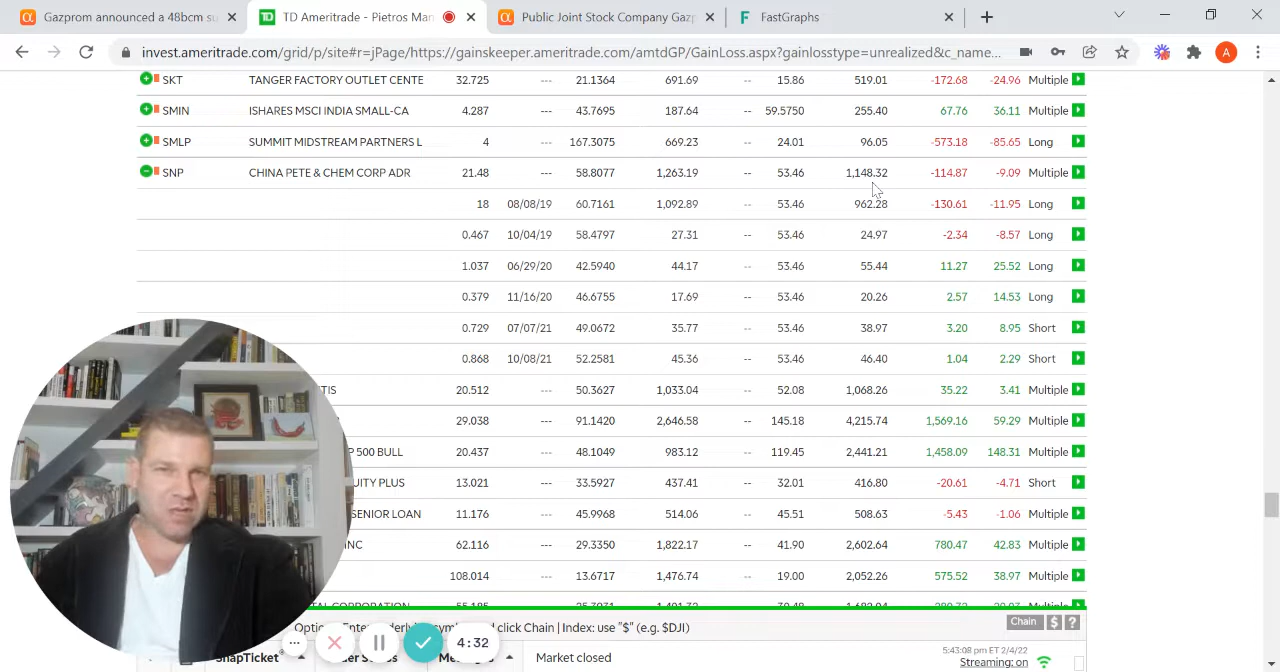 Gazprom announced a 48bcm su
TD Ameritrade - Pietros Mar
Public Joint Stock Company Gazp
FastGraphs
invest.ameritrade.com/grid/p/site#r=jPage/https://gainskeeper.ameritrade.com/amtdGP/GainLoss.aspx?gainlosstype=unrealized&c_name...
A
SKT TANGER FACTORY OUTLET CENTE 32.725 --- 21.1364 691.69 -- 15.86 519.01 -172.68 -24.96 Multiple
SMIN ISHARES MSCI INDIA SMALL-CA 4.287 --- 43.7695 187.64 -- 59.5750 255.40 67.76 36.11 Multiple
SMLP SUMMIT MIDSTREAM PARTNERS L 4 --- 167.3075 669.23 -- 24.01 96.05 -573.18 -85.65 Long
SNP CHINA PETE & CHEM CORP ADR 21.48 --- 58.8077 1,263.19 -- 53.46 1,148.32 -114.87 -9.09 Multiple
18 08/08/19 60.7161 1,092.89 -- 53.46 962.28 -130.61 -11.95 Long
0.467 10/04/19 58.4797 27.31 -- 53.46 24.97 -2.34 -8.57 Long
1.037 06/29/20 42.5940 44.17 -- 53.46 55.44 11.27 25.52 Long
0.379 11/16/20 46.6755 17.69 -- 53.46 20.26 2.57 14.53 Long
0.729 07/07/21 49.0672 35.77 -- 53.46 38.97 3.20 8.95 Short
0.868 10/08/21 52.2581 45.36 -- 53.46 46.40 1.04 2.29 Short
TIS 20.512 --- 50.3627 1,033.04 -- 52.08 1,068.26 35.22 3.41 Multiple
29.038 --- 91.1420 2,646.58 -- 145.18 4,215.74 1,569.16 59.29 Multiple
P 500 BULL 20.437 --- 48.1049 983.12 -- 119.45 2,441.21 1,458.09 148.31 Multiple
UTIL US 13.021 --- 33.5927 437.41 -- 32.01 416.80 -20.61 -4.71 Short
SENIOR LOAN 11.176 --- 45.9968 514.06 -- 45.51 508.63 -5.43 -1.06 Multiple
NC 62.116 --- 29.3350 1,822.17 -- 41.90 2,602.64 780.47 42.83 Multiple
108.014 --- 13.6717 1,476.74 -- 19.00 2,052.26 575.52 38.97 Multiple
click Chain | Index: use "$" (e.g. $DJI)
Chain $ ?
4:32
SnapTicket
Market closed
5:43:08 pm ET 2/4/22
Streaming: on